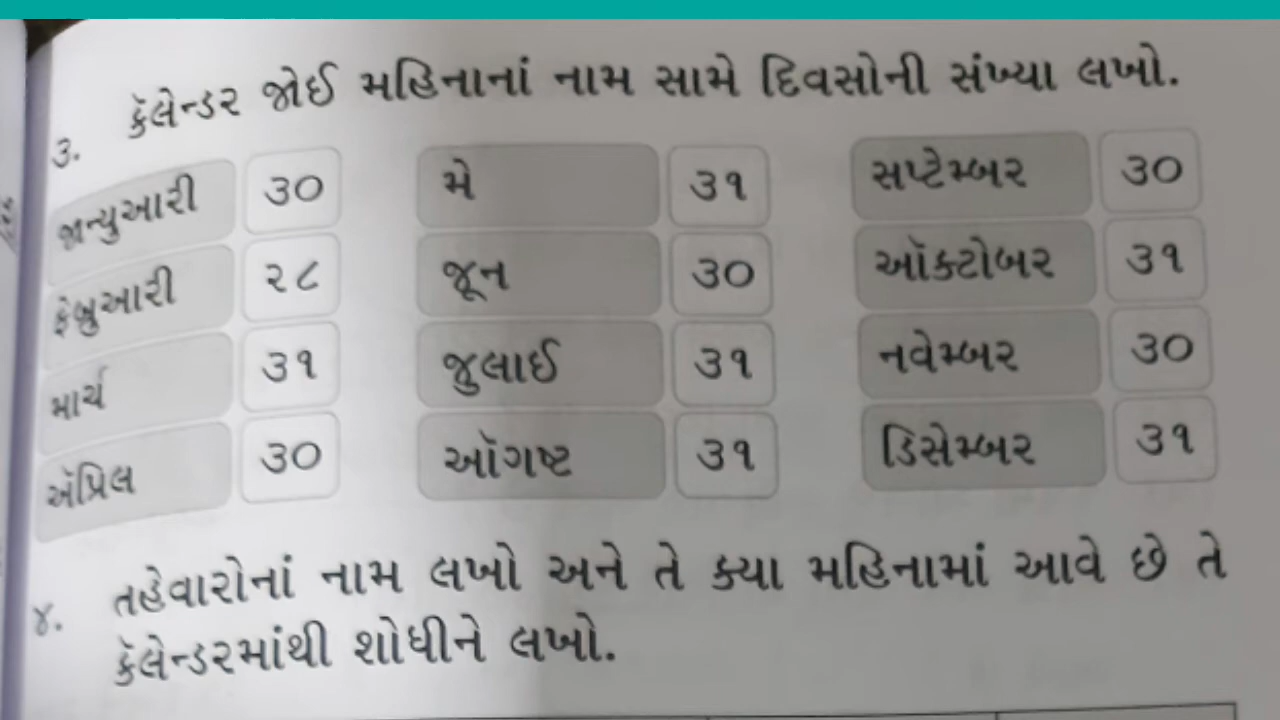 ૩. કૅલેન્ડર જોઈ મહિનાનાં નામ સામે દિવસોની સંખ્યા લખો.
જાન્યુઆરી ૩૦ મે ૩૧ સપ્ટેમ્બર ૩૦
ફેબ્રુઆરી ૨૮ જૂન ૩૦ ઑક્ટોબર ૩૧
માર્ચ ૩૧ જુલાઈ ૩૧ નવેમ્બર ૩૦
ઍપ્રિલ ૩૦ ઑગષ્ટ ૩૧ ડિસેમ્બર ૩૧
૪. તહેવારોનાં નામ લખો અને તે ક્યા મહિનામાં આવે છે તે
કૅલેન્ડરમાંથી શોધીને લખો.